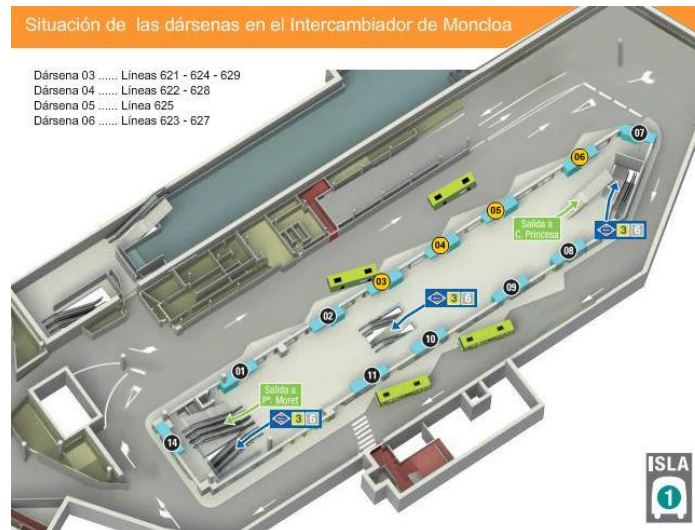 Situación de las dársenas en el Intercambiador de Moncloa
Dársena 03 ...... Líneas 621 - 624 - 629
Dársena 04 ...... Líneas 622 - 628
Dársena 05 ...... Línea 625
Dársena 06 ...... Líneas 623 - 627
07
06
05
Salida a
C. Princesa
3 6
04
08
03
09
3 6
02
10
01
11
Salida a
Pº. Moret
3 6
14
ISLA
1